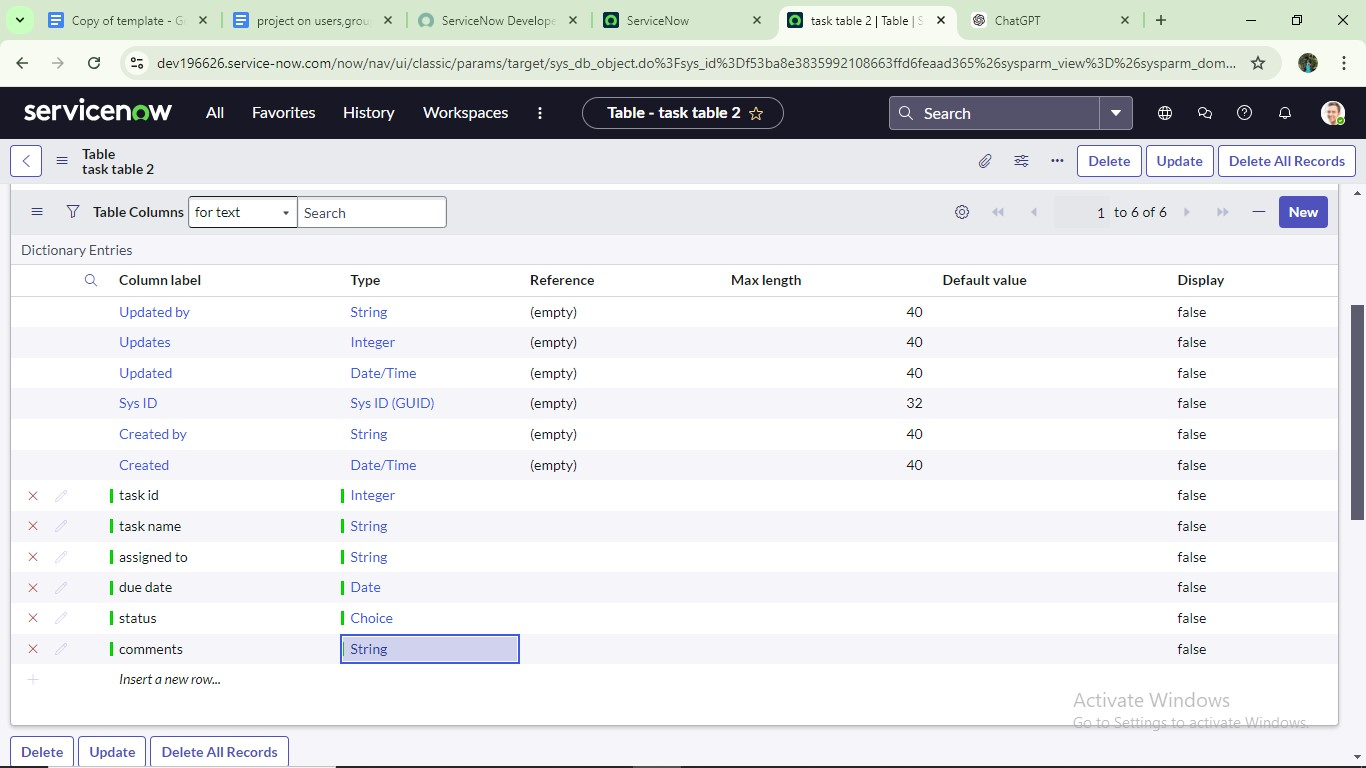 Copy of template - G
project on users,grou
ServiceNow Develope
ServiceNow
task table 2 | Table | S
ChatGPT
dev196626.service-now.com/now/nav/ui/classic/params/target/sys_db_object.do%3Fsys_id%3Df53ba8e3835992108663ffd6feaad365%26sysparm_view%3D%26sysparm_dom...
servicenow All Favorites History Workspaces Table - task table 2 Search
Table
task table 2
Delete Update Delete All Records
Table Columns for text Search 1 to 6 of 6 New
Dictionary Entries
Column label Type Reference Max length Default value Display
Updated by String (empty) 40 false
Updates Integer (empty) 40 false
Updated Date/Time (empty) 40 false
Sys ID Sys ID (GUID) (empty) 32 false
Created by String (empty) 40 false
Created Date/Time (empty) 40 false
task id Integer false
task name String false
assigned to String false
due date Date false
status Choice false
comments String false
Insert a new row...
Activate Windows
Go to Settings to activate Windows.
Delete Update Delete All Records